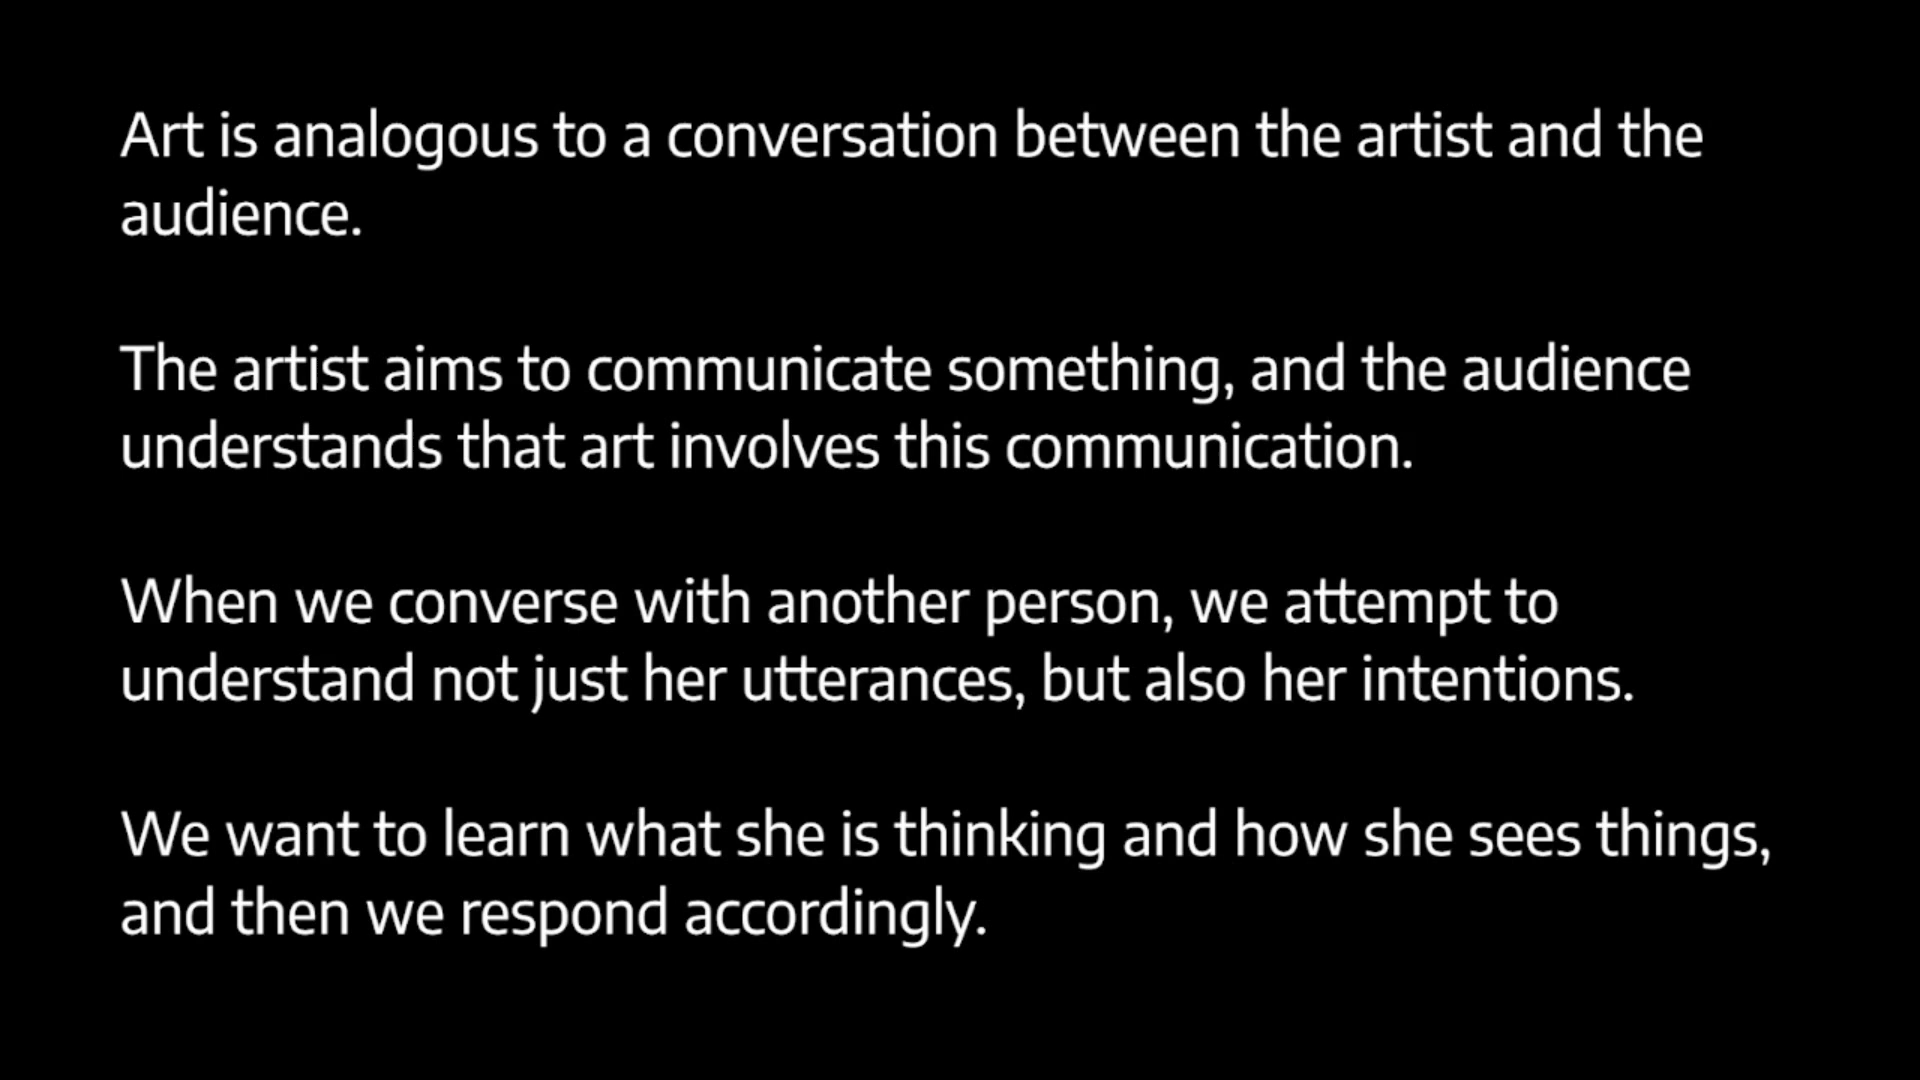 Art is analogous to a conversation between the artist and the
audience.
The artist aims to communicate something, and the audience
understands that art involves this communication.
When we converse with another person, we attempt to
understand not just her utterances, but also her intentions.
We want to learn what she is thinking and how she sees things,
and then we respond accordingly.